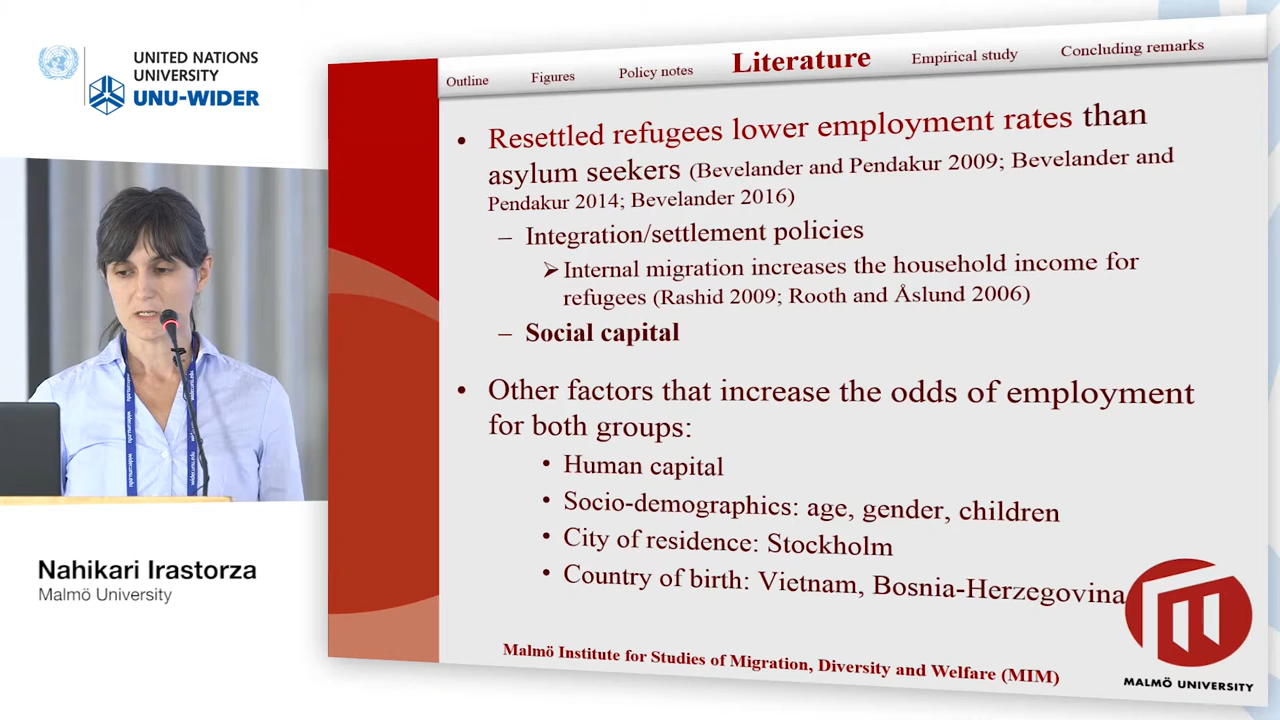 UNITED NATIONS
UNIVERSITY
UNU-WIDER
Nahikari Irastorza
Malmö University
Outline Figures Policy notes Literature Empirical study Concluding remarks
• Resettled refugees lower employment rates than
asylum seekers (Bevelander and Pendakur 2009; Bevelander and
Pendakur 2014; Bevelander 2016)
– Integration/settlement policies
➢ Internal migration increases the household income for
refugees (Rashid 2009; Rooth and Åslund 2006)
– Social capital
• Other factors that increase the odds of employment
for both groups:
• Human capital
• Socio-demographics: age, gender, children
• City of residence: Stockholm
• Country of birth: Vietnam, Bosnia-Herzegovina
Malmö Institute for Studies of Migration, Diversity and Welfare (MIM)
MALMÖ UNIVERSITY